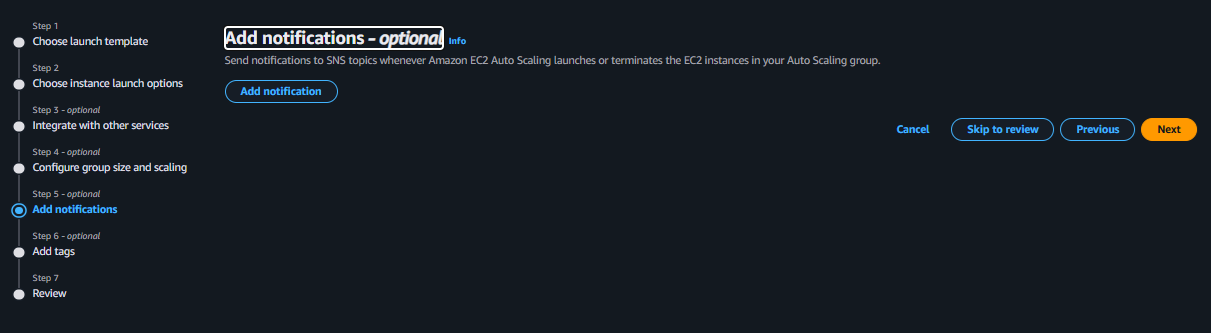 Step 1
Choose launch template
Step 2
Choose instance launch options
Step 3 - optional
Integrate with other services
Step 4 - optional
Configure group size and scaling
Step 5 - optional
Add notifications
Step 6 - optional
Add tags
Step 7
Review
Add notifications - optional Info
Send notifications to SNS topics whenever Amazon EC2 Auto Scaling launches or terminates the EC2 instances in your Auto Scaling group.
Add notification
Cancel Skip to review Previous Next